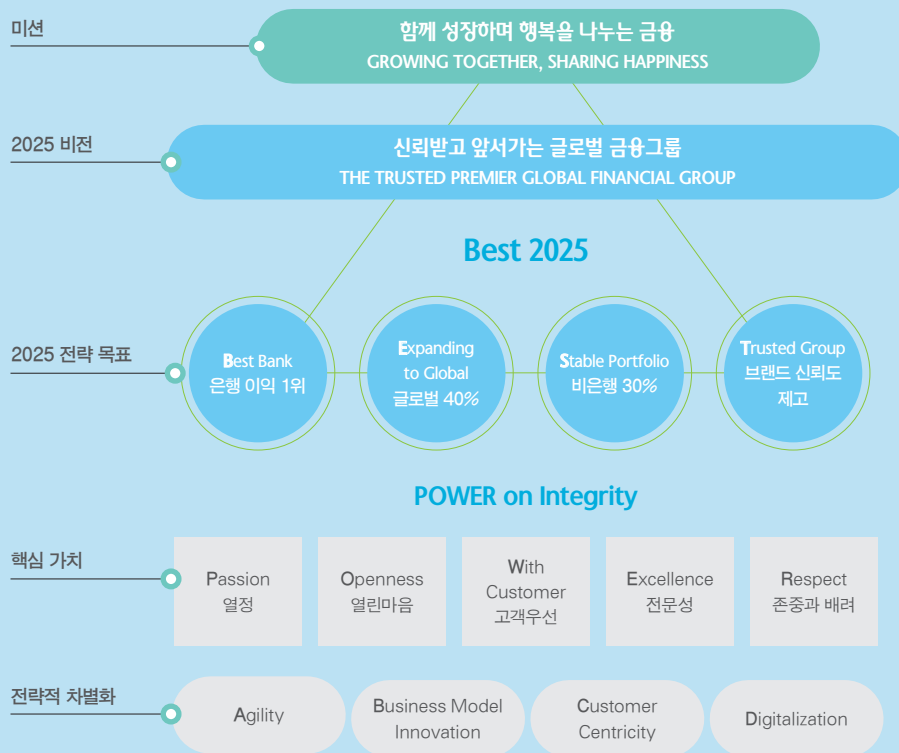 미션
함께 성장하며 행복을 나누는 금융
GROWING TOGETHER, SHARING HAPPINESS
2025 비전
신뢰받고 앞서가는 글로벌 금융그룹
THE TRUSTED PREMIER GLOBAL FINANCIAL GROUP
Best 2025
2025 전략 목표
Best Bank
은행 이익 1위
Expanding
to Global
글로벌 40%
Stable Portfolio
비은행 30%
Trusted Group
브랜드 신뢰도
제고
POWER on Integrity
핵심 가치
Passion
열정
Openness
열린마음
With
Customer
고객우선
Excellence
전문성
Respect
존중과 배려
전략적 차별화
Agility
Business Model
Innovation
Customer
Centricity
Digitalization